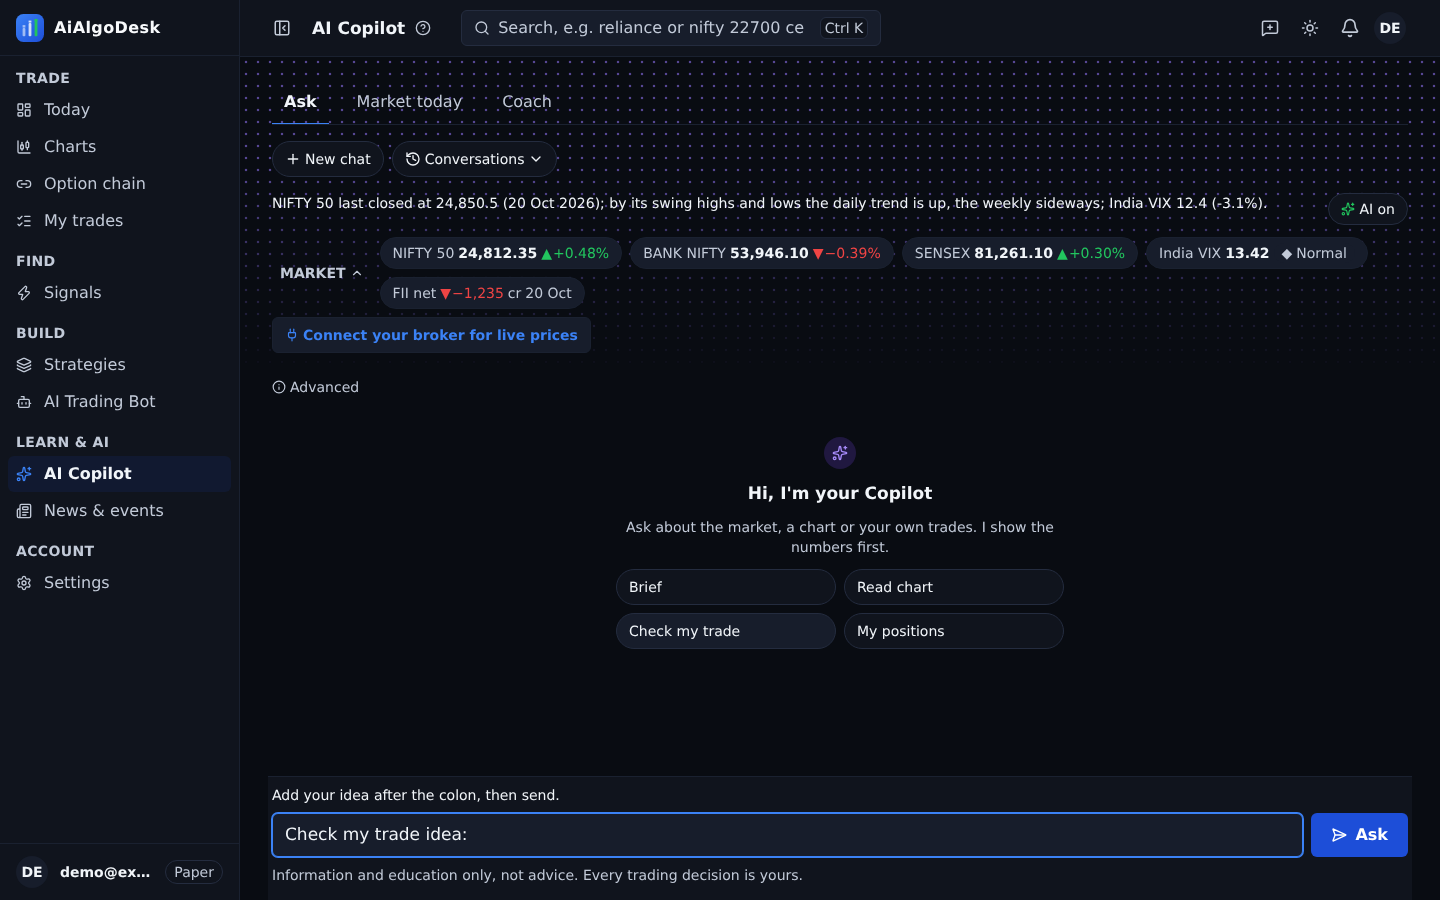 AiAlgoDesk
TRADE
Today
Charts
Option chain
My trades
FIND
Signals
BUILD
Strategies
AI Trading Bot
LEARN & AI
AI Copilot
News & events
ACCOUNT
Settings
DE demo@ex... Paper
AI Copilot
Search, e.g. reliance or nifty 22700 ce Ctrl K
DE
Ask Market today Coach
New chat Conversations
NIFTY 50 last closed at 24,850.5 (20 Oct 2026); by its swing highs and lows the daily trend is up, the weekly sideways; India VIX 12.4 (-3.1%).
AI on
MARKET
NIFTY 50 24,812.35 ▲+0.48% BANK NIFTY 53,946.10 ▼−0.39% SENSEX 81,261.10 ▲+0.30% India VIX 13.42 ◆ Normal
FII net ▼−1,235 cr 20 Oct
Connect your broker for live prices
Advanced
Hi, I'm your Copilot
Ask about the market, a chart or your own trades. I show the
numbers first.
Brief Read chart
Check my trade My positions
Add your idea after the colon, then send.
Check my trade idea:
Ask
Information and education only, not advice. Every trading decision is yours.